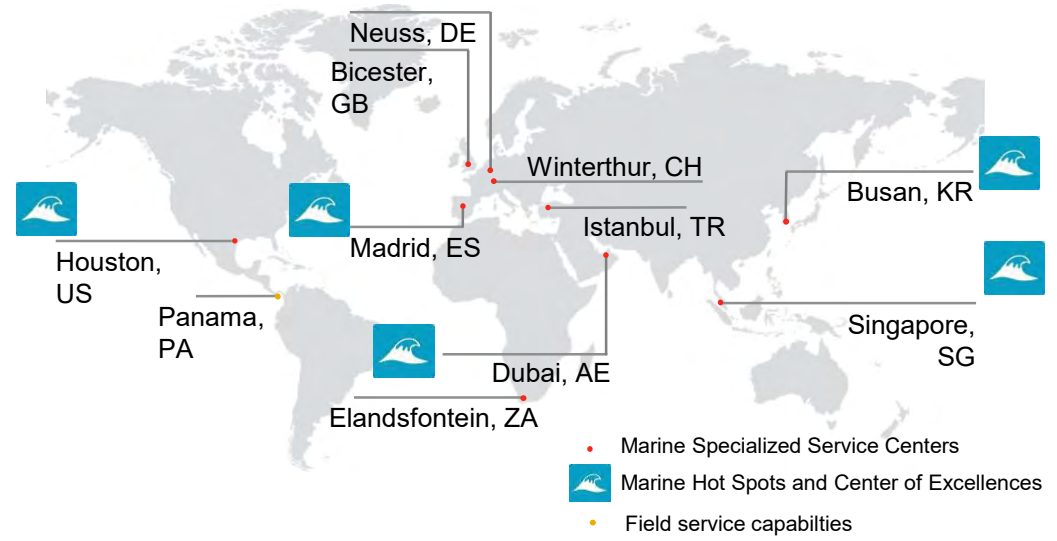 Neuss, DE
Bicester,
GB
Winterthur, CH
Busan, KR
Istanbul, TR
Madrid, ES
Houston,
US
Panama,
PA
Singapore,
SG
Dubai, AE
Elandsfontein, ZA
Marine Specialized Service Centers
Marine Hot Spots and Center of Excellences
Field service capabilties